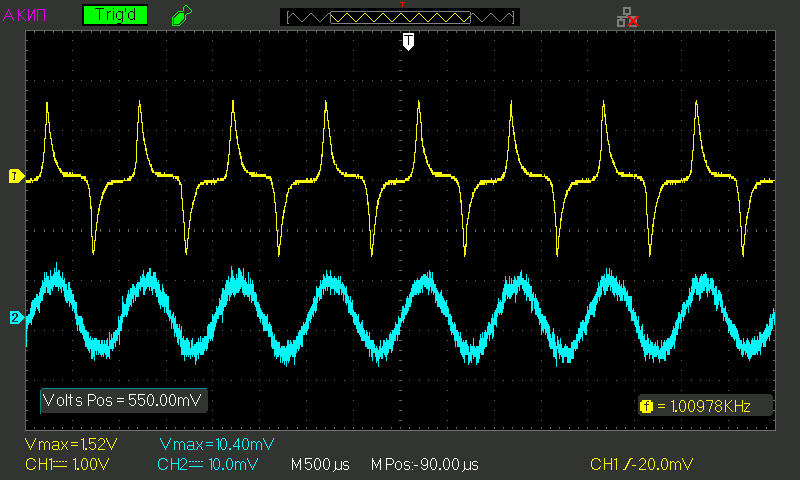 АКИП Trig'd
T
T
1
2
Volts Pos = 550.00mV
f = 1.00978KHz
Vmax=1.52V Vmax=10.40mV
CH1 1.00V CH2 10.0mV M 500 µs M Pos:-90.00 µs CH1 -20.0mV